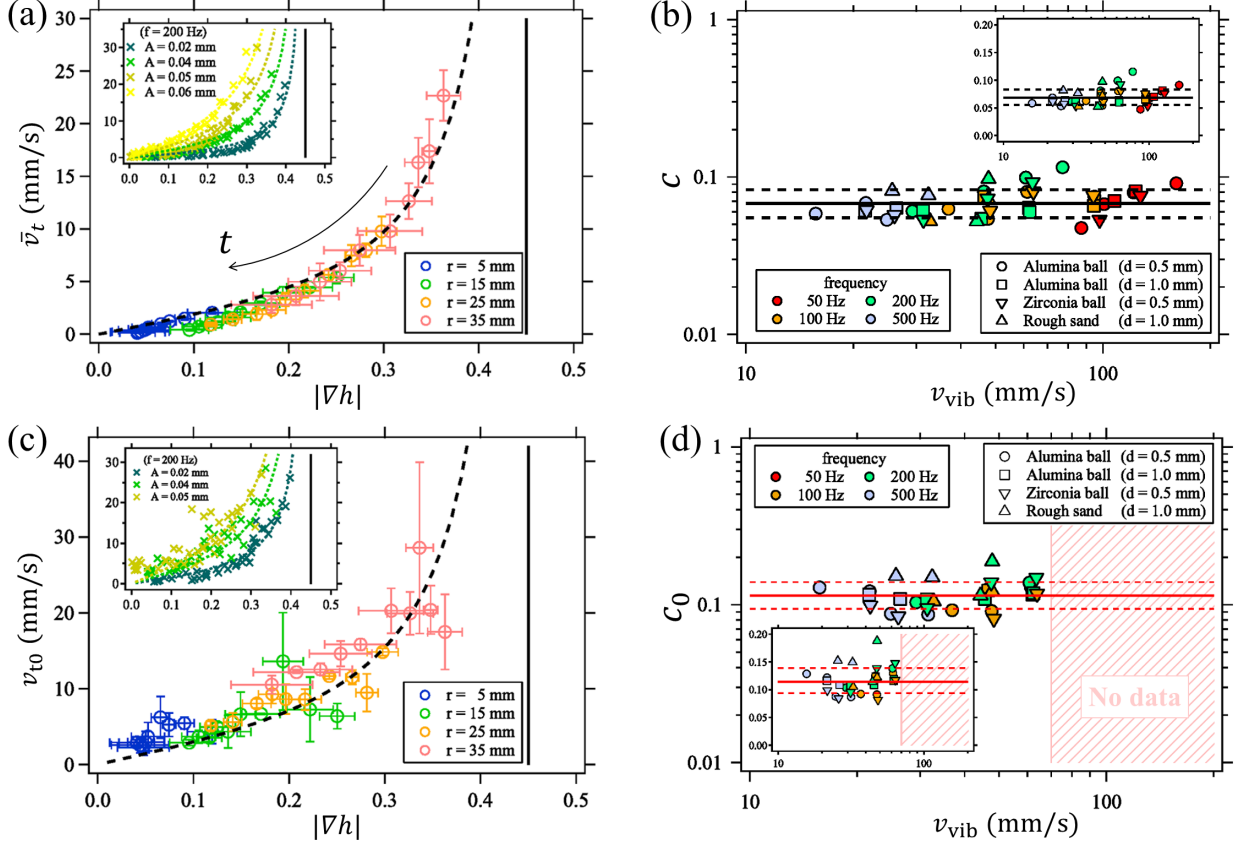 (a)
30
25
20
15
10
5
0
v̄ₜ (mm/s)
(f = 200 Hz)
A = 0.02 mm
A = 0.04 mm
A = 0.05 mm
A = 0.06 mm
30
20
10
0
0.0 0.1 0.2 0.3 0.4 0.5
t
r = 5 mm
r = 15 mm
r = 25 mm
r = 35 mm
0.0 0.1 0.2 0.3 0.4 0.5
|∇h|
(b)
1
0.1
0.01
c
0.20
0.15
0.10
0.05
0.00
10 100
frequency
50 Hz 200 Hz
100 Hz 500 Hz
Alumina ball (d = 0.5 mm)
Alumina ball (d = 1.0 mm)
Zirconia ball (d = 0.5 mm)
Rough sand (d = 1.0 mm)
10 100
v_vib (mm/s)
(c)
40
30
20
10
0
v_t0 (mm/s)
(f = 200 Hz)
A = 0.02 mm
A = 0.04 mm
A = 0.05 mm
30
20
10
0
0.0 0.1 0.2 0.3 0.4 0.5
r = 5 mm
r = 15 mm
r = 25 mm
r = 35 mm
0.0 0.1 0.2 0.3 0.4 0.5
|∇h|
(d)
1
0.1
0.01
c₀
frequency
50 Hz 200 Hz
100 Hz 500 Hz
Alumina ball (d = 0.5 mm)
Alumina ball (d = 1.0 mm)
Zirconia ball (d = 0.5 mm)
Rough sand (d = 1.0 mm)
0.20
0.15
0.10
0.05
0.00
10 100
No data
10 100
v_vib (mm/s)